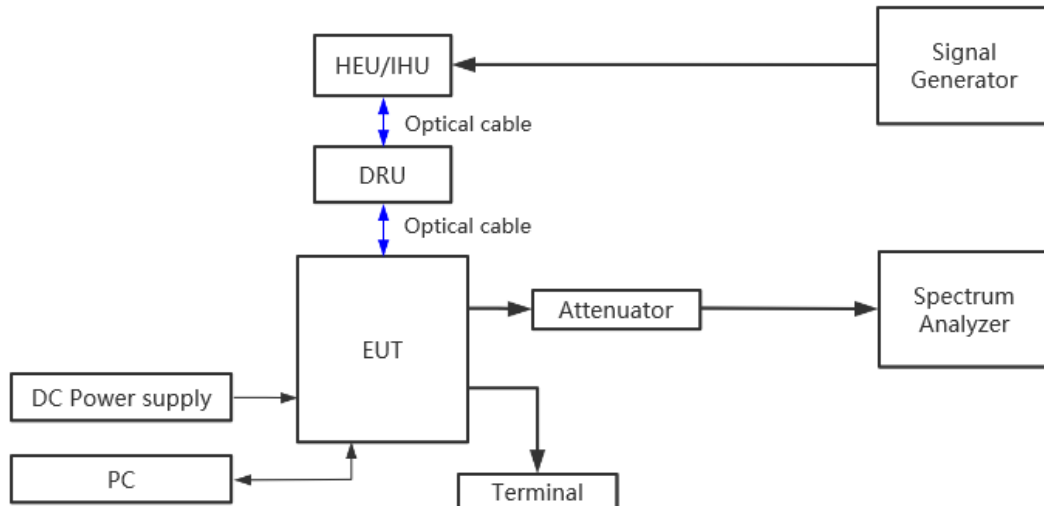 HEU/IHU
Signal
Generator
Optical cable
DRU
Optical cable
EUT
Attenuator
Spectrum
Analyzer
DC Power supply
PC
Terminal